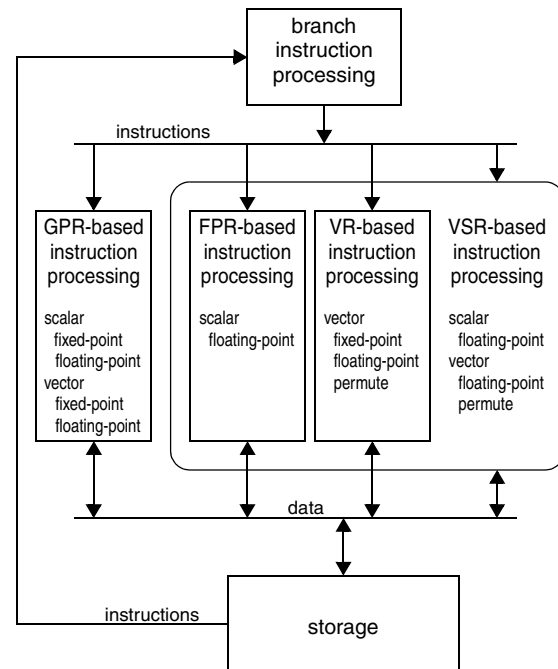 branch
instruction
processing
instructions
GPR-based
instruction
processing
scalar
fixed-point
floating-point
vector
fixed-point
floating-point
FPR-based
instruction
processing
scalar
floating-point
VR-based
instruction
processing
vector
fixed-point
floating-point
permute
VSR-based
instruction
processing
scalar
floating-point
vector
floating-point
permute
data
instructions
storage